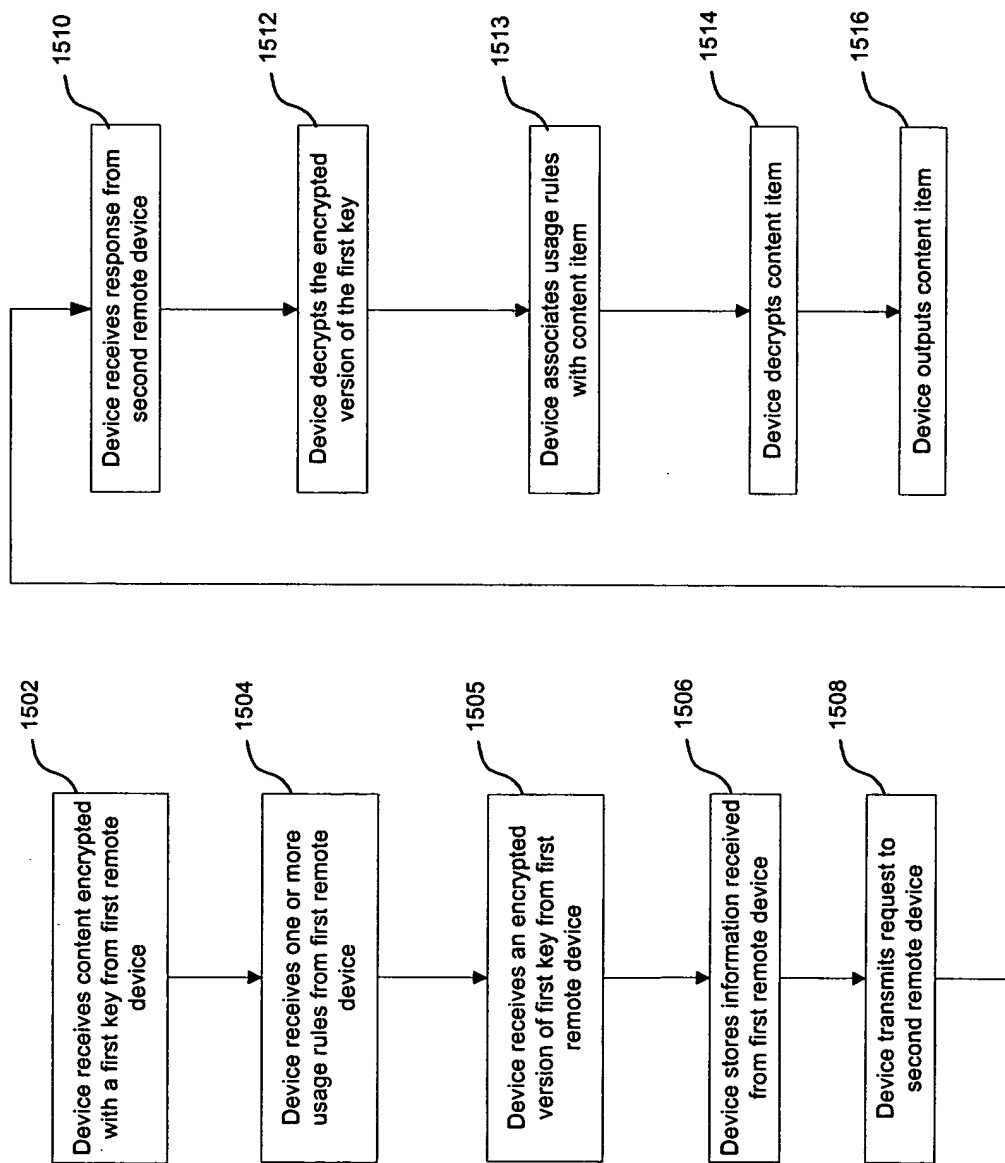 1502
Device receives content encrypted
with a first key from first remote
device
1504
Device receives one or more
usage rules from first remote
device
1505
Device receives an encrypted
version of first key from first
remote device
1506
Device stores information received
from first remote device
1508
Device transmits request to
second remote device
1510
Device receives response from
second remote device
1512
Device decrypts the encrypted
version of the first key
1513
Device associates usage rules
with content item
1514
Device decrypts content item
1516
Device outputs content item